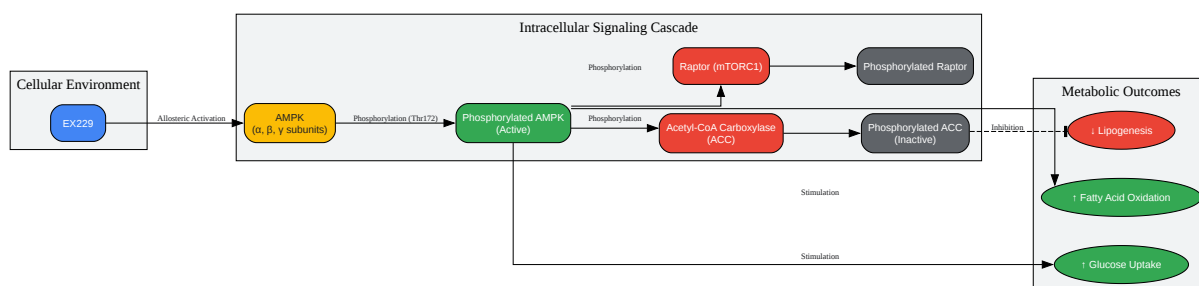 Intracellular Signaling Cascade
Cellular Environment
EX229
Allosteric Activation
AMPK
(α, β, γ subunits)
Phosphorylation (Thr172)
Phosphorylated AMPK
(Active)
Phosphorylation
Raptor (mTORC1)
Phosphorylated Raptor
Phosphorylation
Acetyl-CoA Carboxylase
(ACC)
Phosphorylated ACC
(Inactive)
Inhibition
Metabolic Outcomes
↓ Lipogenesis
Stimulation
↑ Fatty Acid Oxidation
Stimulation
↑ Glucose Uptake